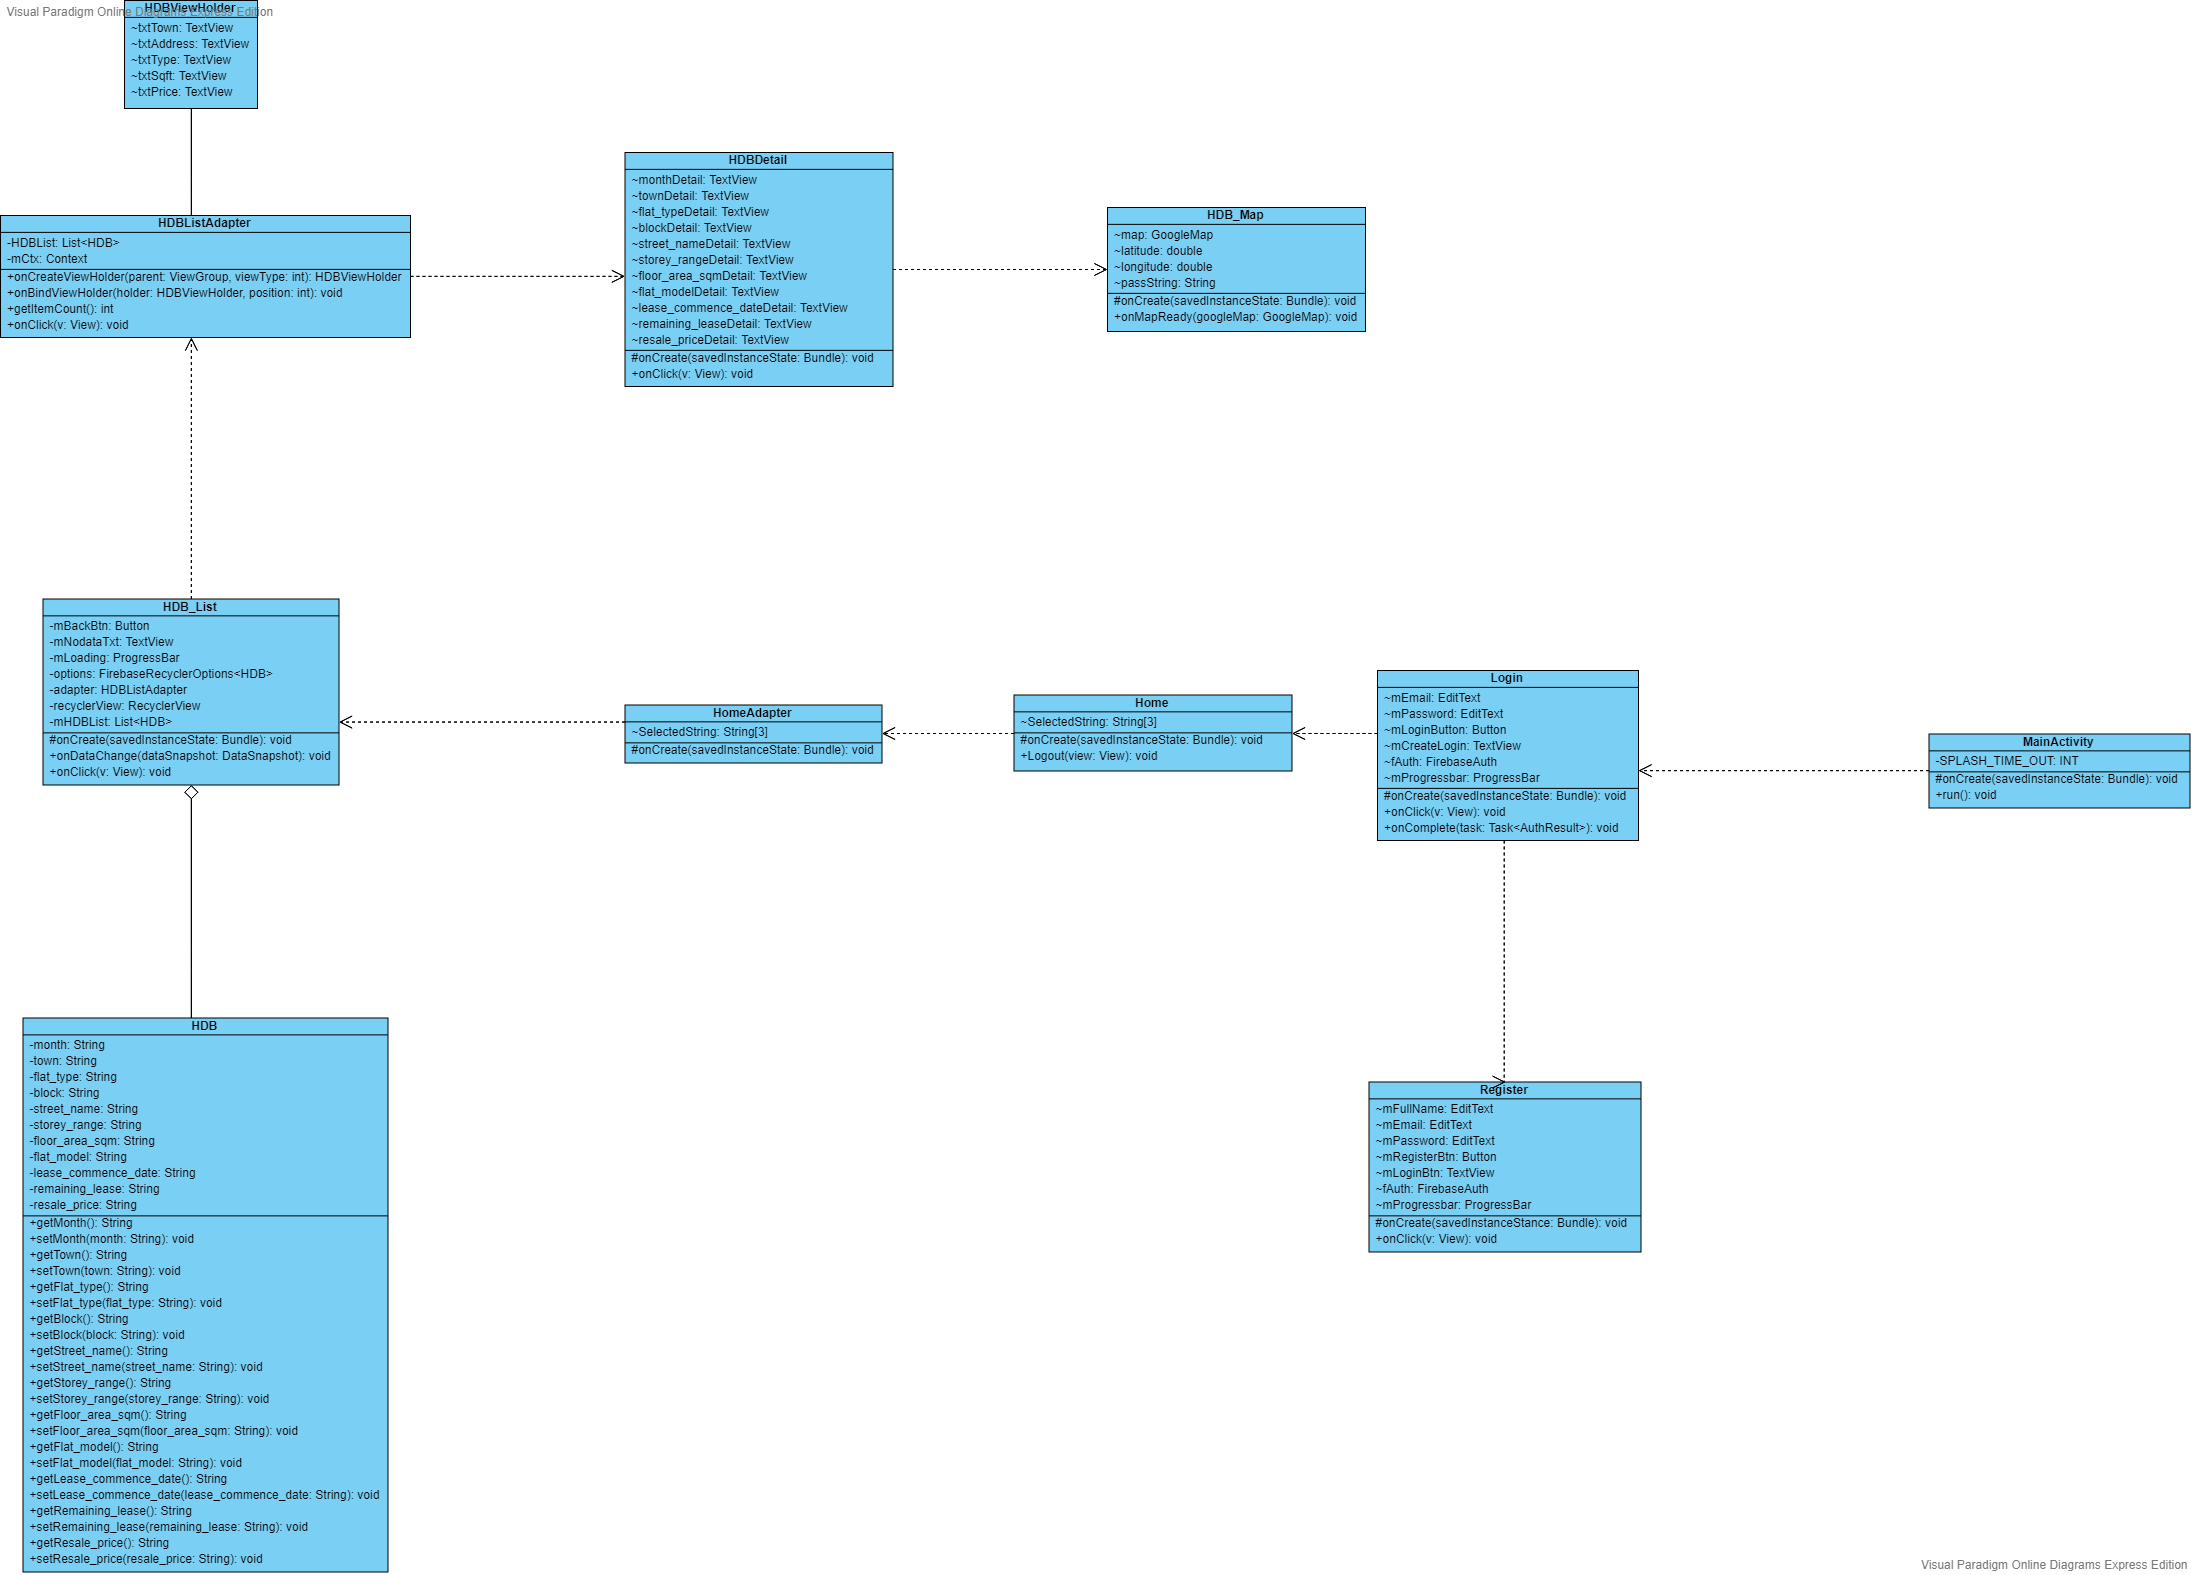 Visual Paradigm Online Diagrams Express Edition
HDBViewHolder
~txtTown: TextView
~txtAddress: TextView
~txtType: TextView
~txtSqft: TextView
~txtPrice: TextView
HDBListAdapter
-HDBList: List<HDB>
-mCtx: Context
+onCreateViewHolder(parent: ViewGroup, viewType: int): HDBViewHolder
+onBindViewHolder(holder: HDBViewHolder, position: int): void
+getItemCount(): int
+onClick(v: View): void
HDBDetail
~monthDetail: TextView
~townDetail: TextView
~flat_typeDetail: TextView
~blockDetail: TextView
~street_nameDetail: TextView
~storey_rangeDetail: TextView
~floor_area_sqmDetail: TextView
~flat_modelDetail: TextView
~lease_commence_dateDetail: TextView
~remaining_leaseDetail: TextView
~resale_priceDetail: TextView
#onCreate(savedInstanceState: Bundle): void
+onClick(v: View): void
HDB_Map
~map: GoogleMap
~latitude: double
~longitude: double
~passString: String
#onCreate(savedInstanceState: Bundle): void
+onMapReady(googleMap: GoogleMap): void
HDB_List
-mBackBtn: Button
-mNodataTxt: TextView
-mLoading: ProgressBar
-options: FirebaseRecyclerOptions<HDB>
-adapter: HDBListAdapter
-recyclerView: RecyclerView
-mHDBList: List<HDB>
#onCreate(savedInstanceState: Bundle): void
+onDataChange(dataSnapshot: DataSnapshot): void
+onClick(v: View): void
HomeAdapter
~SelectedString: String[3]
#onCreate(savedInstanceState: Bundle): void
Home
~SelectedString: String[3]
#onCreate(savedInstanceState: Bundle): void
+Logout(view: View): void
Login
~mEmail: EditText
~mPassword: EditText
~mLoginButton: Button
~mCreateLogin: TextView
~fAuth: FirebaseAuth
~mProgressbar: ProgressBar
#onCreate(savedInstanceState: Bundle): void
+onClick(v: View): void
+onComplete(task: Task<AuthResult>): void
MainActivity
-SPLASH_TIME_OUT: INT
#onCreate(savedInstanceState: Bundle): void
+run(): void
HDB
-month: String
-town: String
-flat_type: String
-block: String
-street_name: String
-storey_range: String
-floor_area_sqm: String
-flat_model: String
-lease_commence_date: String
-remaining_lease: String
-resale_price: String
+getMonth(): String
+setMonth(month: String): void
+getTown(): String
+setTown(town: String): void
+getFlat_type(): String
+setFlat_type(flat_type: String): void
+getBlock(): String
+setBlock(block: String): void
+getStreet_name(): String
+setStreet_name(street_name: String): void
+getStorey_range(): String
+setStorey_range(storey_range: String): void
+getFloor_area_sqm(): String
+setFloor_area_sqm(floor_area_sqm: String): void
+getFlat_model(): String
+setFlat_model(flat_model: String): void
+getLease_commence_date(): String
+setLease_commence_date(lease_commence_date: String): void
+getRemaining_lease(): String
+setRemaining_lease(remaining_lease: String): void
+getResale_price(): String
+setResale_price(resale_price: String): void
Register
~mFullName: EditText
~mEmail: EditText
~mPassword: EditText
~mRegisterBtn: Button
~mLoginBtn: TextView
~fAuth: FirebaseAuth
~mProgressbar: ProgressBar
#onCreate(savedInstanceStance: Bundle): void
+onClick(v: View): void
Visual Paradigm Online Diagrams Express Edition